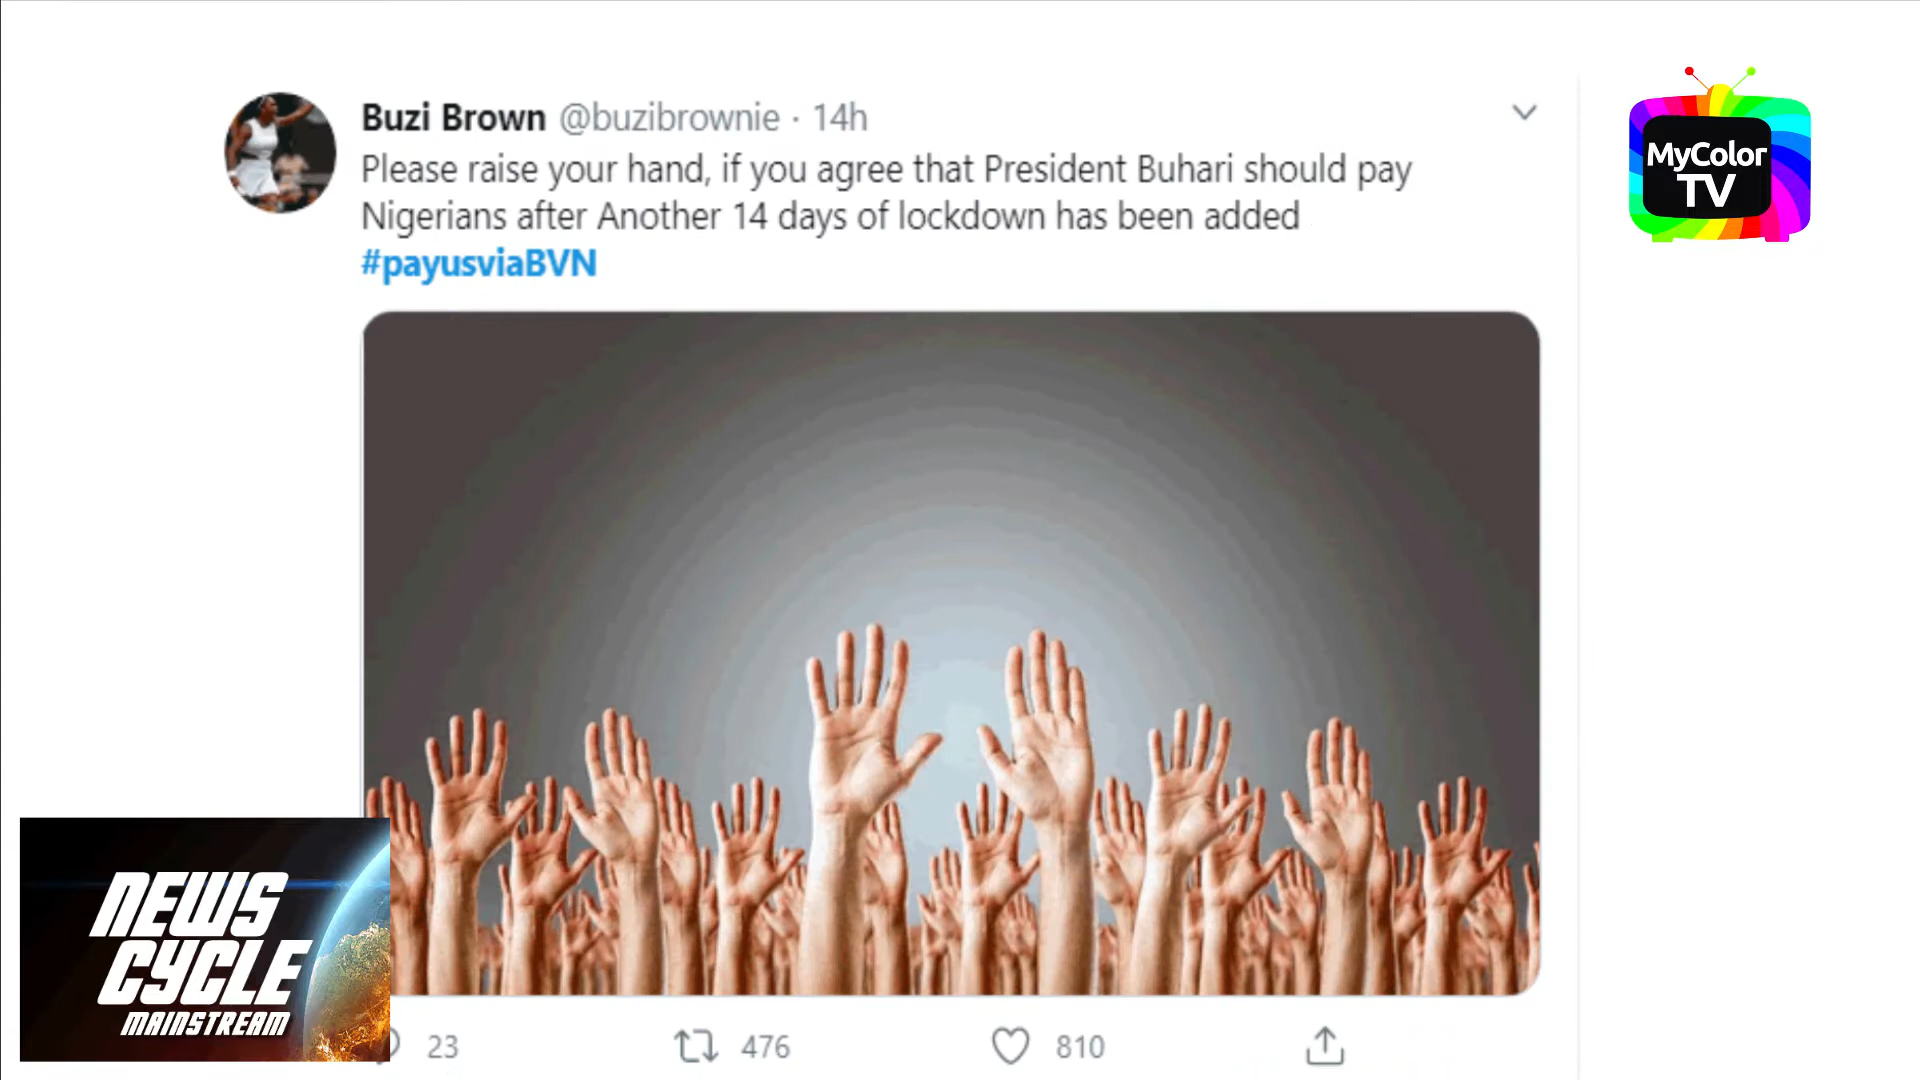 Buzi Brown @buzibrownie · 14h
Please raise your hand, if you agree that President Buhari should pay
Nigerians after Another 14 days of lockdown has been added
#payusviaBVN
MyColor
TV
NEWS
CYCLE
MAINSTREAM
23 476 810